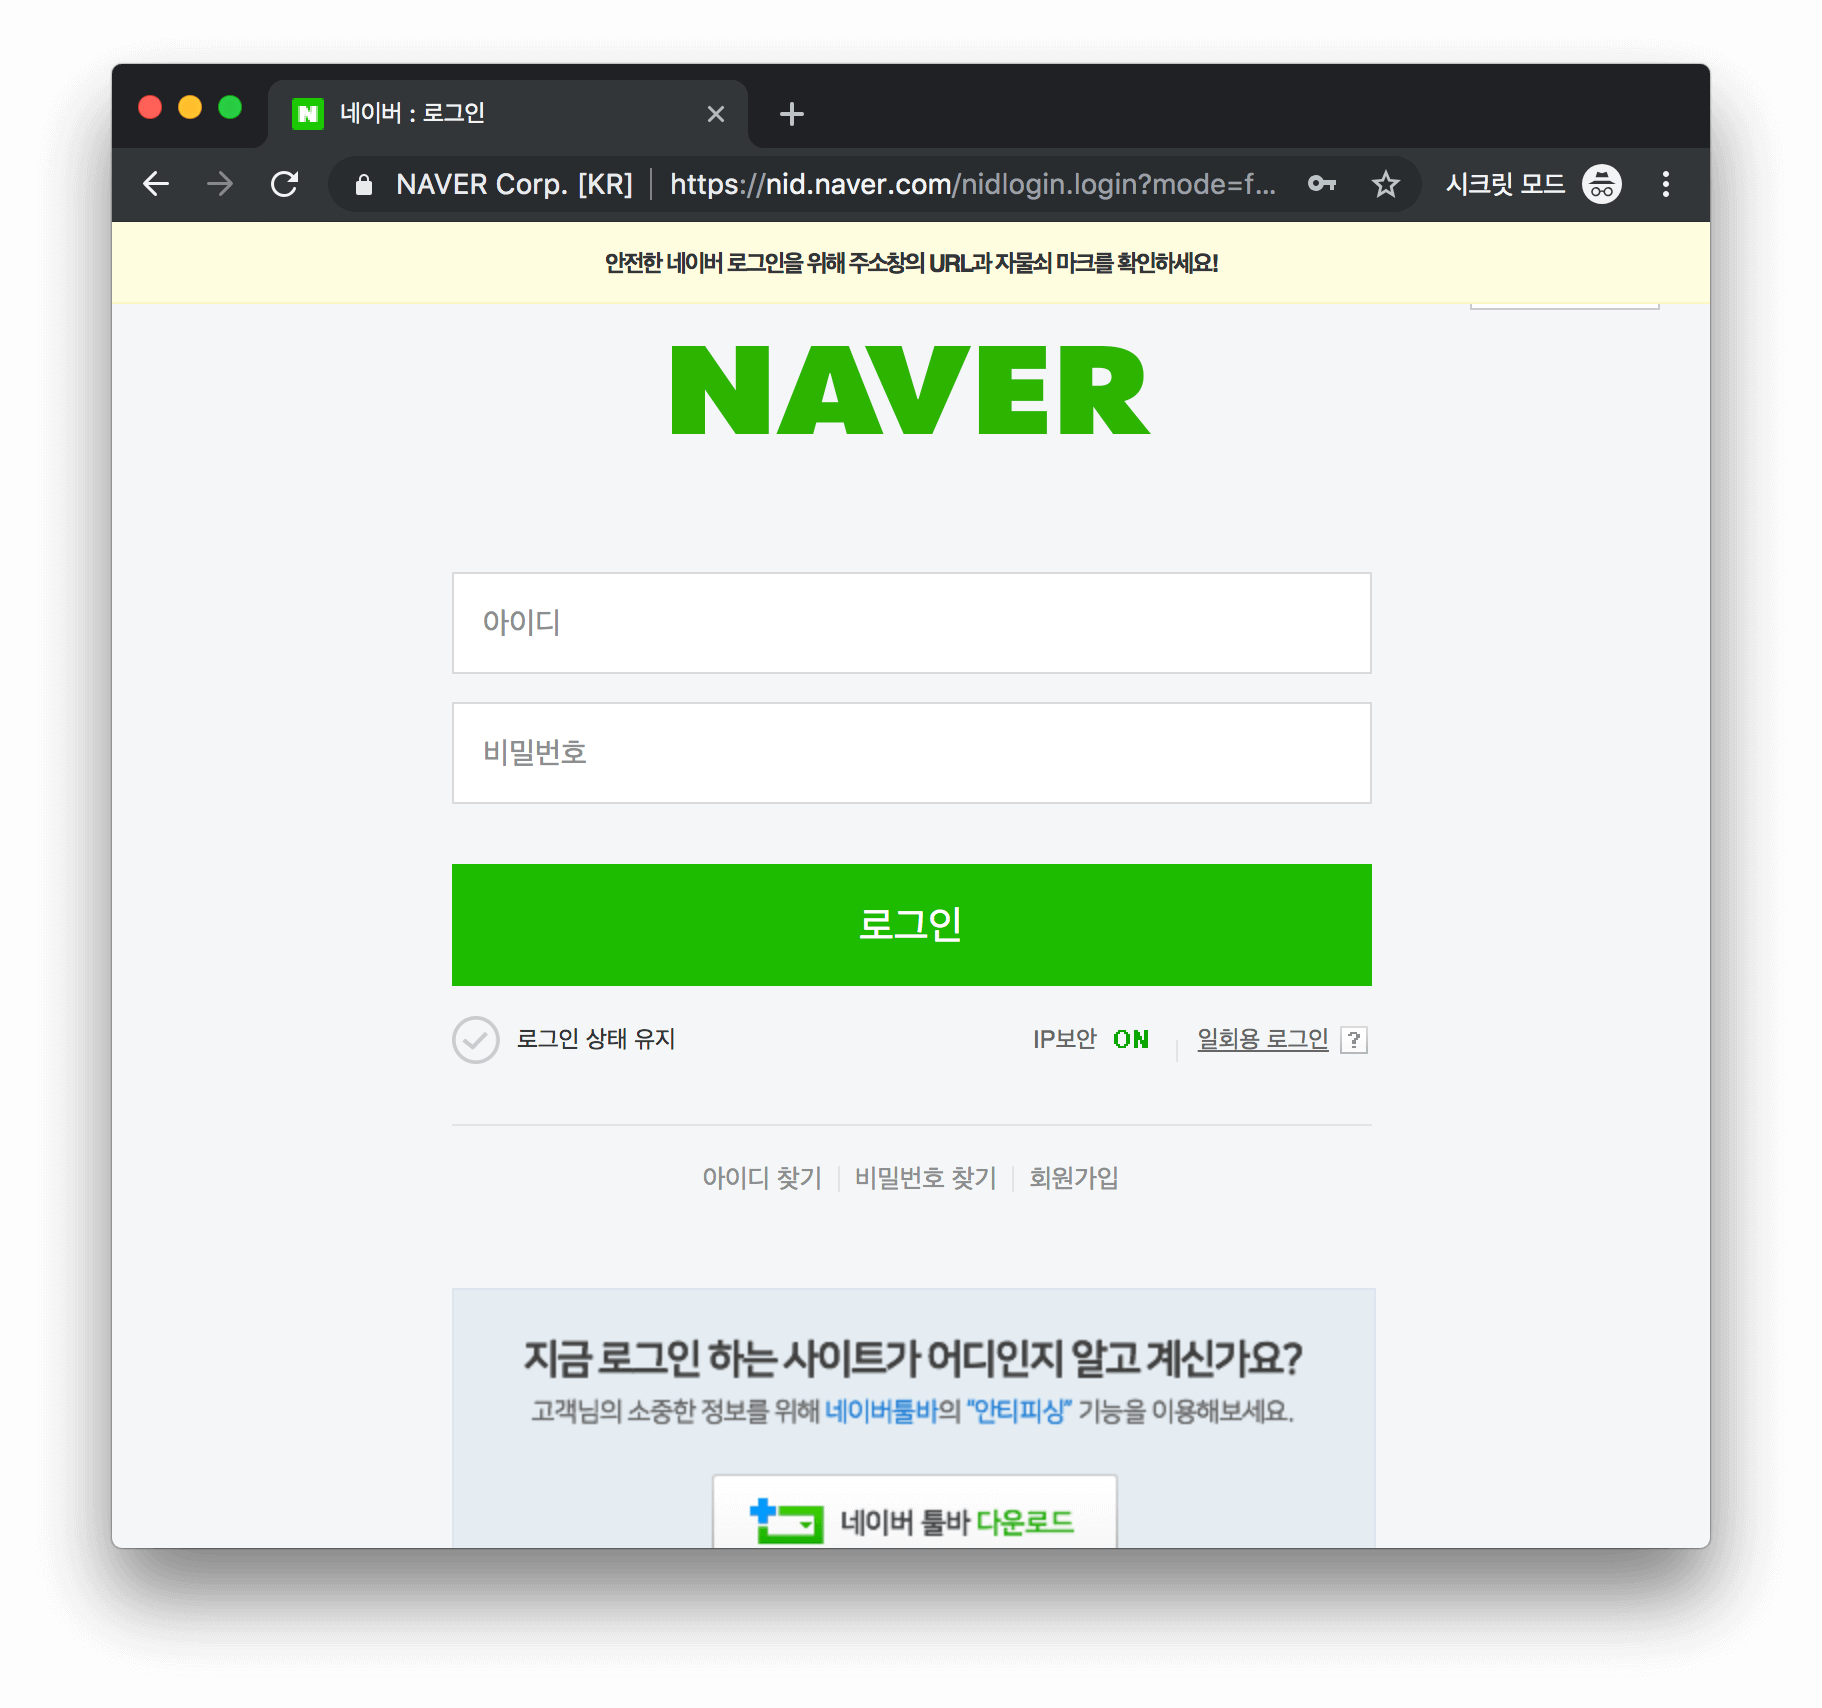 네이버 : 로그인
NAVER Corp. [KR] | https://nid.naver.com/nidlogin.login?mode=f... 시크릿 모드
안전한 네이버 로그인을 위해 주소창의 URL과 자물쇠 마크를 확인하세요!
NAVER
아이디
비밀번호
로그인
로그인 상태 유지 IP보안 ON 일회용 로그인 ?
아이디 찾기 | 비밀번호 찾기 | 회원가입
지금 로그인 하는 사이트가 어디인지 알고 계신가요?
고객님의 소중한 정보를 위해 네이버툴바의 “안티피싱” 기능을 이용해보세요.
네이버 툴바 다운로드